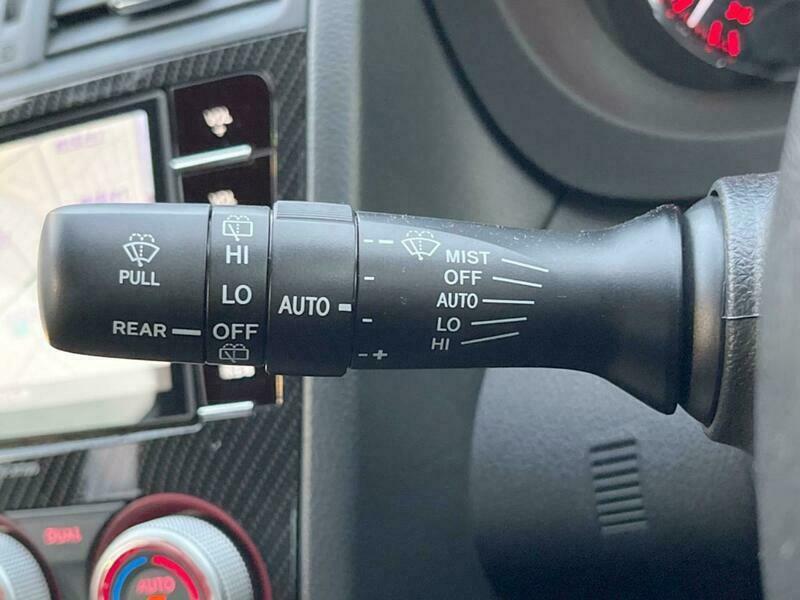 PULL
REAR
HI
LO
OFF
AUTO
- +
MIST
OFF
AUTO
LO
HI
DUAL
AUTO